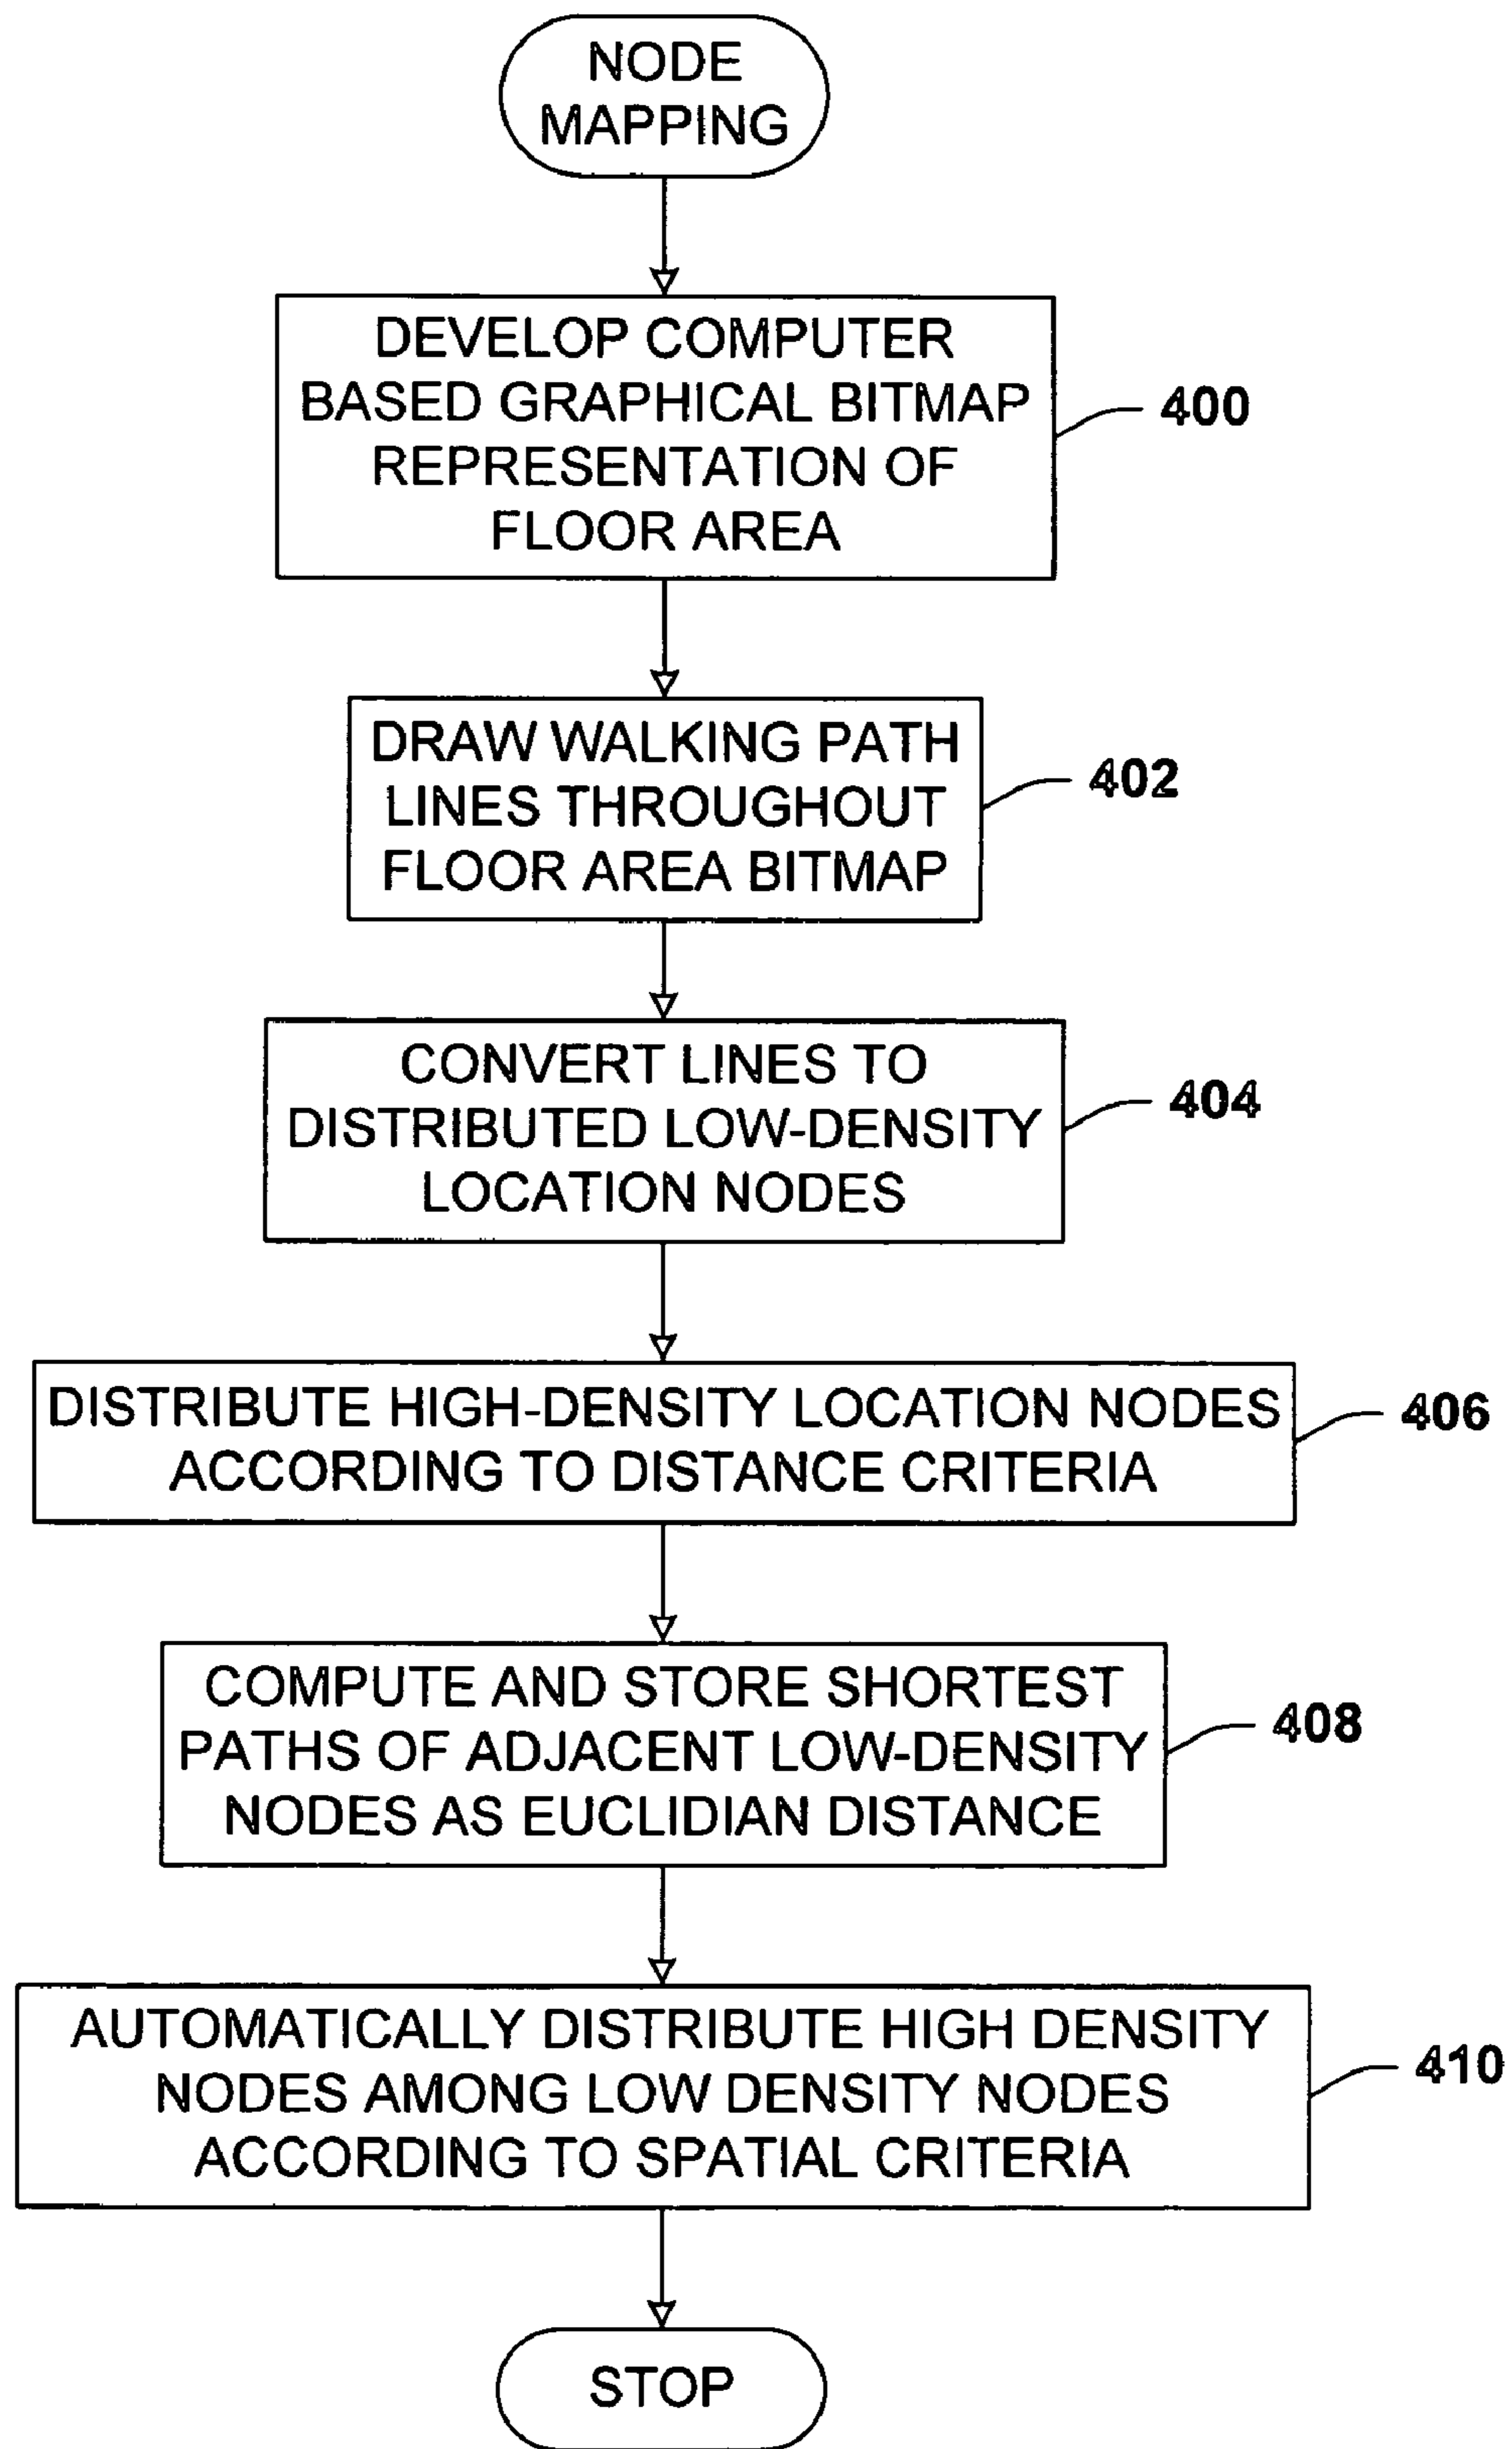 NODE
MAPPING
DEVELOP COMPUTER
BASED GRAPHICAL BITMAP
REPRESENTATION OF
FLOOR AREA
400
DRAW WALKING PATH
LINES THROUGHOUT
FLOOR AREA BITMAP
402
CONVERT LINES TO
DISTRIBUTED LOW-DENSITY
LOCATION NODES
404
DISTRIBUTE HIGH-DENSITY LOCATION NODES
ACCORDING TO DISTANCE CRITERIA
406
COMPUTE AND STORE SHORTEST
PATHS OF ADJACENT LOW-DENSITY
NODES AS EUCLIDIAN DISTANCE
408
AUTOMATICALLY DISTRIBUTE HIGH DENSITY
NODES AMONG LOW DENSITY NODES
ACCORDING TO SPATIAL CRITERIA
410
STOP